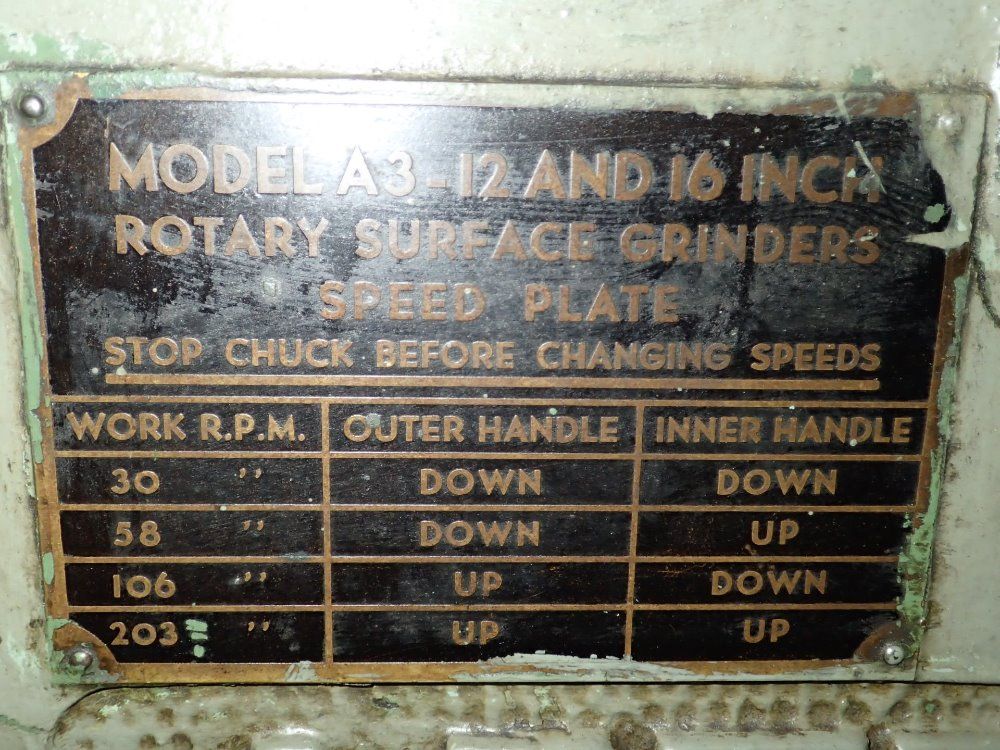 MODEL A3-12 AND 16 INCH
ROTARY SURFACE GRINDERS
SPEED PLATE
STOP CHUCK BEFORE CHANGING SPEEDS
WORK R.P.M. OUTER HANDLE INNER HANDLE
30 " DOWN DOWN
58 " DOWN UP
106 " UP DOWN
203 " UP UP